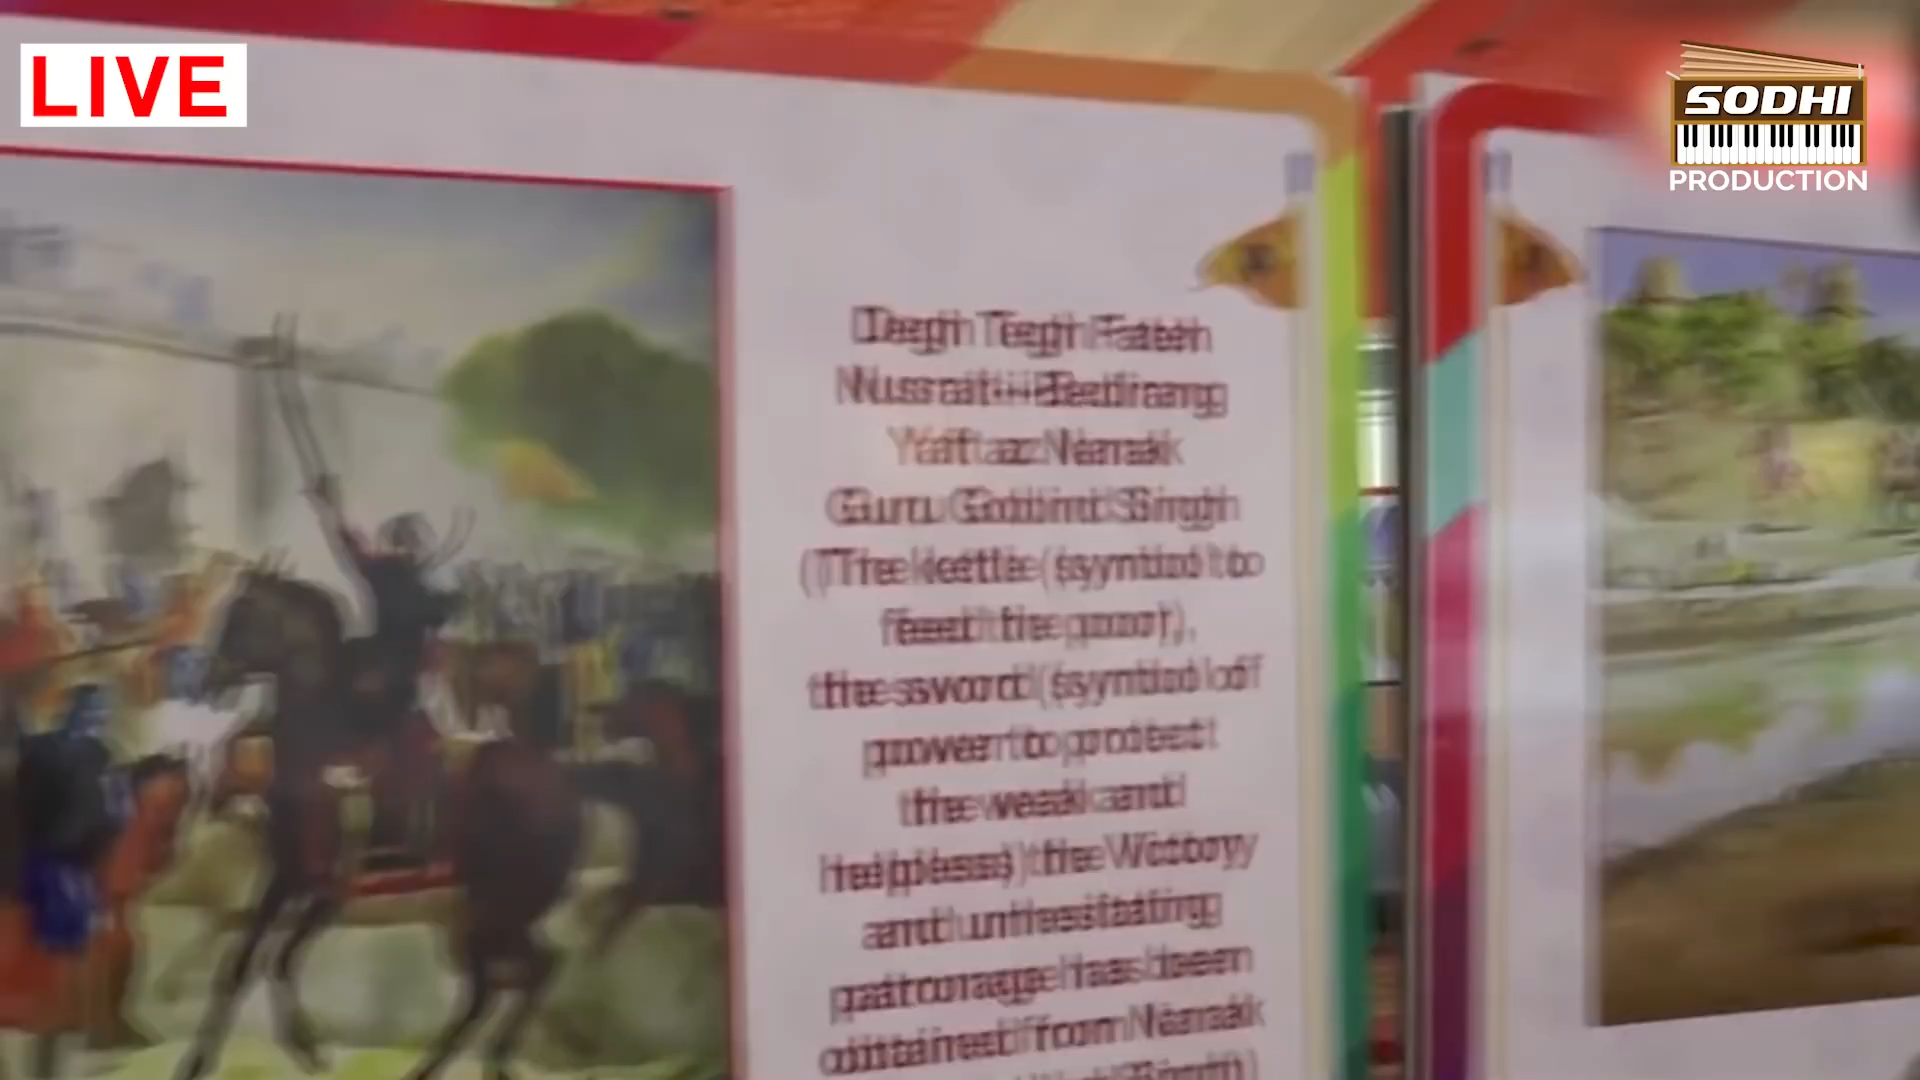 LIVE
SODHI
PRODUCTION
Degh Tegh Fateh
Nusrat-i-Bedirang
Yaft az Nanak
Guru Gobind Singh
(The kettle (symbol to
feed the poor),
the sword (symbol of
power to protect
the weak and
helpless) the Victory
and unhesitating
patronage has been
obtained from Nanak
Singh)